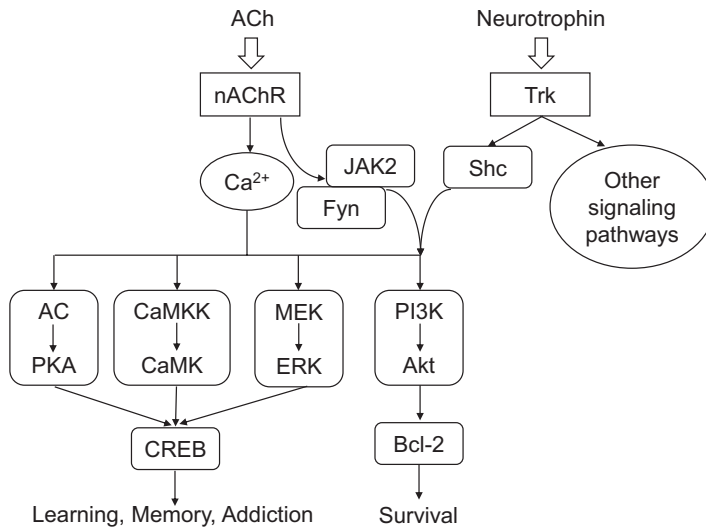 ACh
Neurotrophin
nAChR
Trk
JAK2
Fyn
Shc
Ca²⁺
Other
signaling
pathways
AC
PKA
CaMKK
CaMK
MEK
ERK
PI3K
Akt
CREB
Bcl-2
Learning, Memory, Addiction
Survival